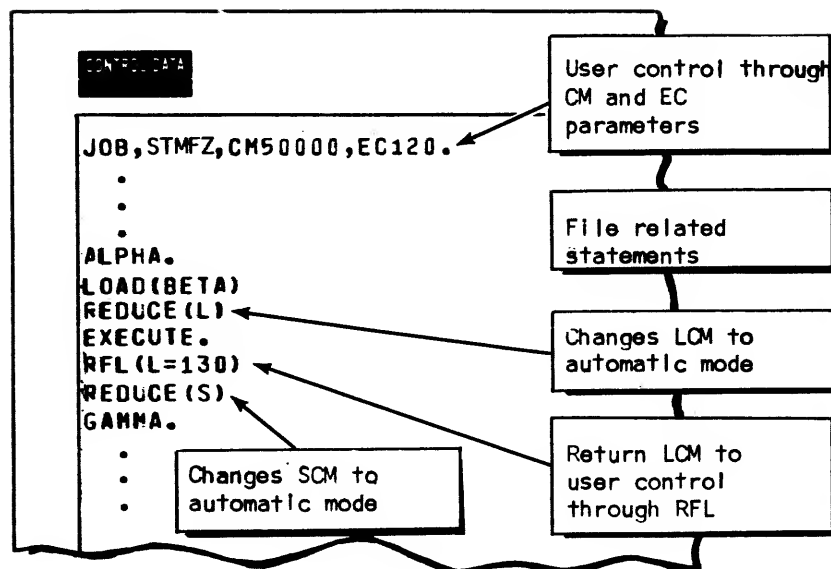 CONTROL DATA
JOB,STMFZ,CM50000,EC120.
.
.
.
ALPHA.
LOAD(BETA)
REDUCE(L)
EXECUTE.
RFL(L=130)
REDUCE(S)
GAMMA.
.
.
.
User control through
CM and EC
parameters
File related
statements
Changes LCM to
automatic mode
Return LCM to
user control
through RFL
Changes SCM to
automatic mode